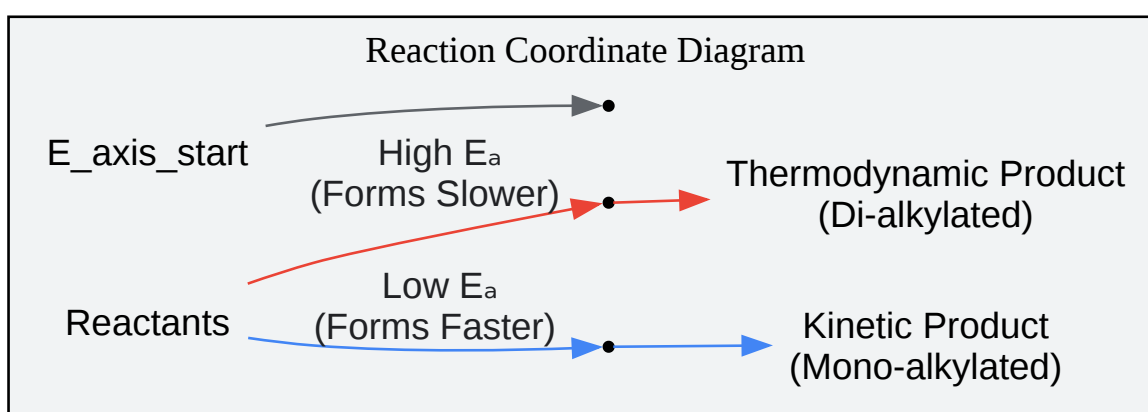 Reaction Coordinate Diagram
E_axis_start
High Eₐ
(Forms Slower)
Thermodynamic Product
(Di-alkylated)
Reactants
Low Eₐ
(Forms Faster)
Kinetic Product
(Mono-alkylated)